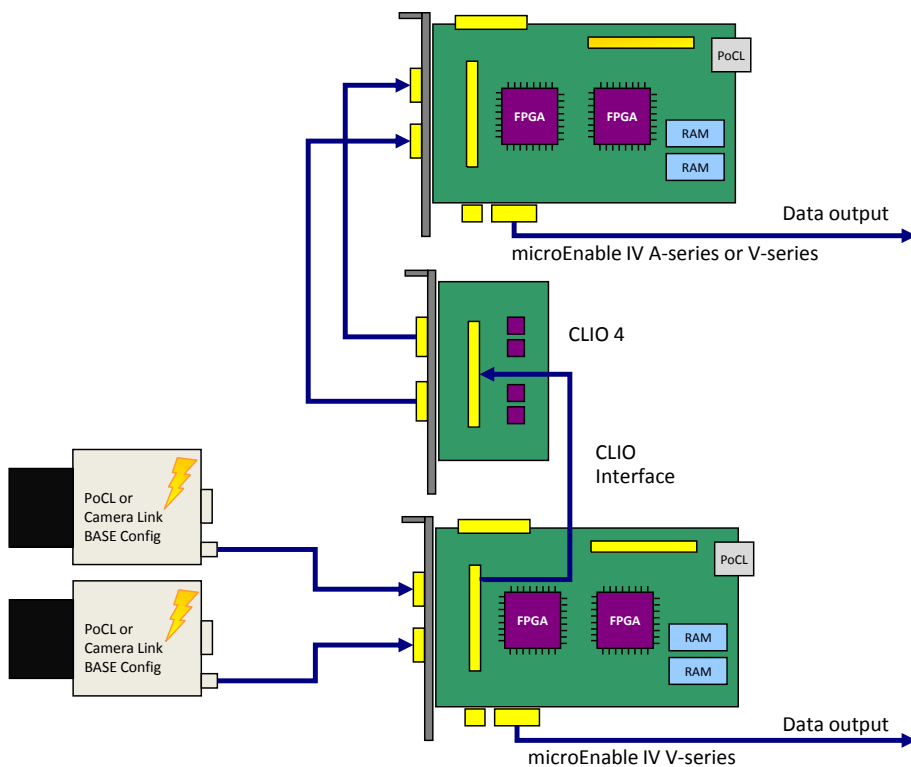 PoCL
FPGA
FPGA
RAM
RAM
Data output
microEnable IV A-series or V-series
CLIO 4
CLIO
Interface
PoCL or
Camera Link
BASE Config
PoCL or
Camera Link
BASE Config
PoCL
FPGA
FPGA
RAM
RAM
Data output
microEnable IV V-series